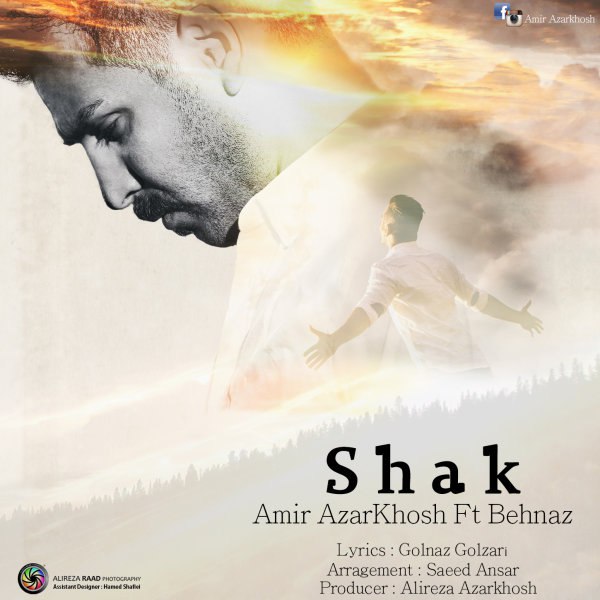 Amir Azarkhosh
Shak
Amir AzarKhosh Ft Behnaz
Lyrics : Golnaz Golzari
Arragement : Saeed Ansar
Producer : Alireza Azarkhosh
ALIREZA RAAD PHOTOGRAPHY
Assistant Designer : Hamed Shafiei